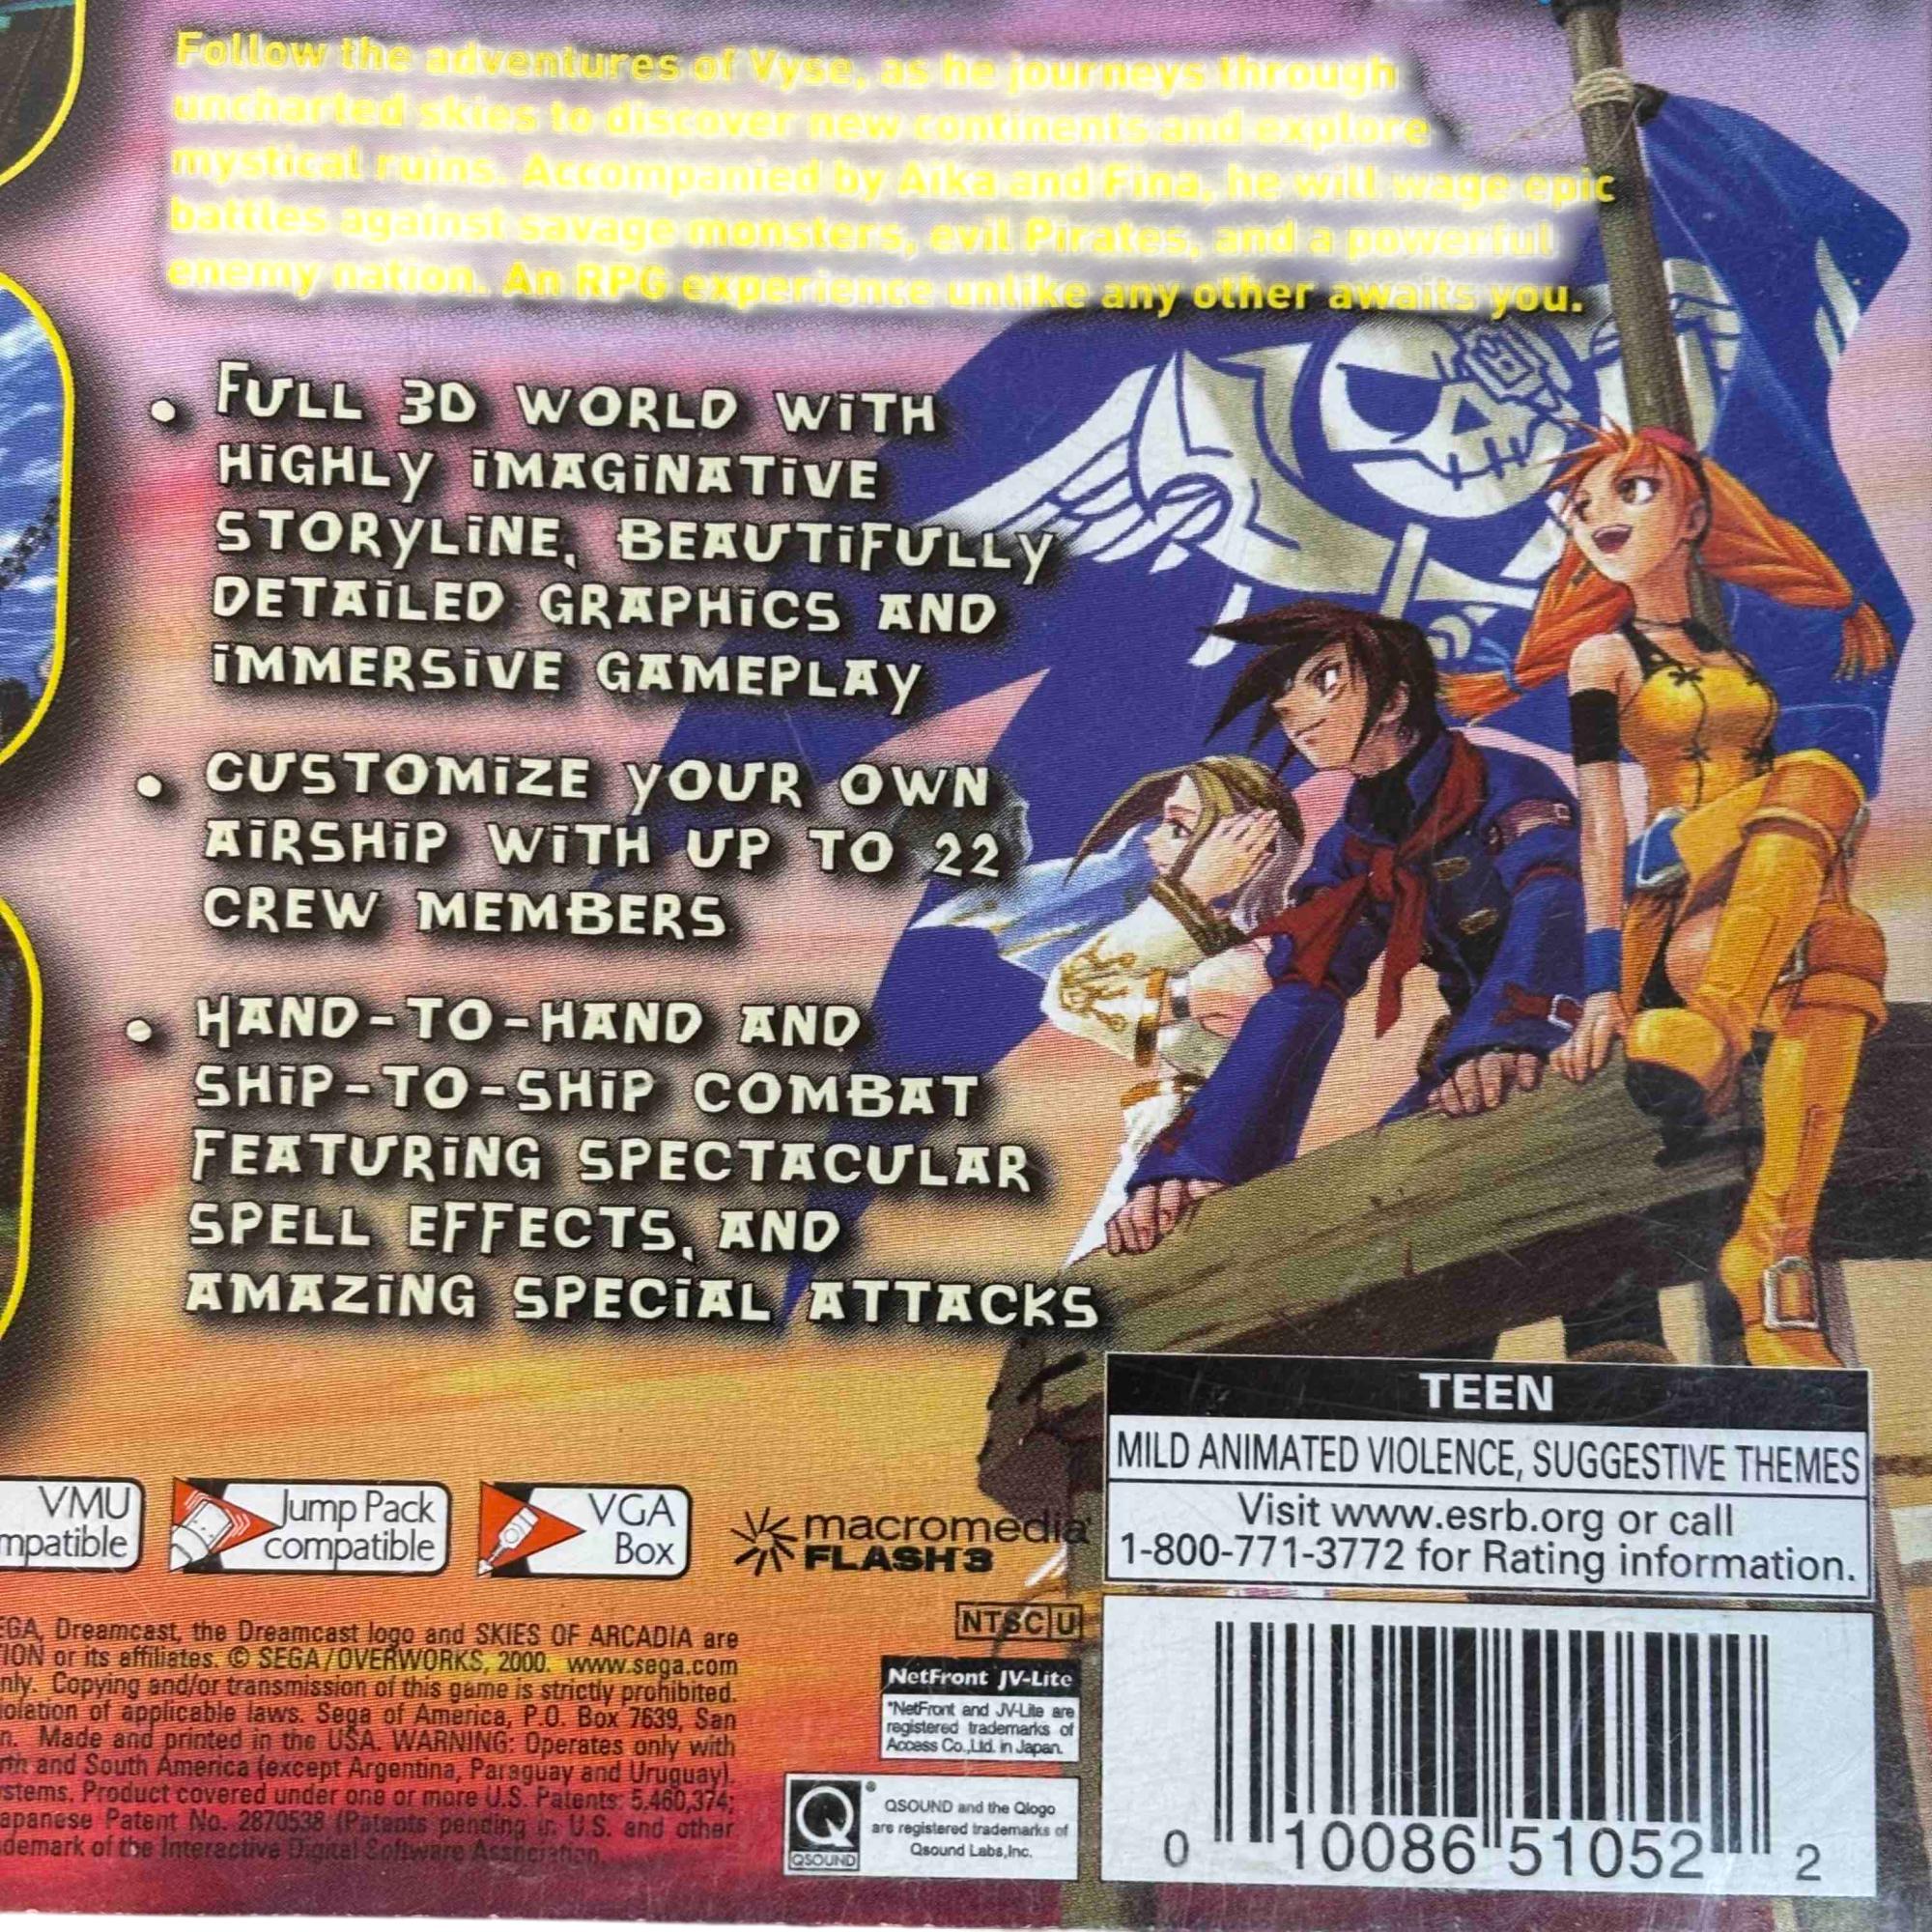 Follow the adventures of Vyse, as he journeys through
uncharted skies to discover new continents and explore
mystical ruins. Accompanied by Aika and Fina, he will wage epic
battles against savage monsters, evil Pirates, and a powerful
enemy nation. An RPG experience unlike any other awaits you.
• FULL 3D WORLD WITH
HIGHLY IMAGINATIVE
STORYLINE, BEAUTIFULLY
DETAILED GRAPHICS AND
IMMERSIVE GAMEPLAY
• CUSTOMIZE YOUR OWN
AIRSHIP WITH UP TO 22
CREW MEMBERS
• HAND-TO-HAND AND
SHIP-TO-SHIP COMBAT
FEATURING SPECTACULAR
SPELL EFFECTS, AND
AMAZING SPECIAL ATTACKS
TEEN
MILD ANIMATED VIOLENCE, SUGGESTIVE THEMES
Visit www.esrb.org or call
1-800-771-3772 for Rating information.
VMU
mpatible
Jump Pack
compatible
VGA
Box
macromedia
FLASH 3
NTSC U
EGA, Dreamcast, the Dreamcast logo and SKIES OF ARCADIA are
TION or its affiliates. © SEGA/OVERWORKS, 2000. www.sega.com
nly. Copying and/or transmission of this game is strictly prohibited.
iolation of applicable laws. Sega of America, P.O. Box 7639, San
n. Made and printed in the USA. WARNING: Operates only with
rth and South America (except Argentina, Paraguay and Uruguay).
stems. Product covered under one or more U.S. Patents: 5,460,374;
apanese Patent No. 2870538 (Patents pending in U.S. and other
demark of the Interactive Digital Software Association.
NetFront JV-Lite
*NetFront and JV-Lite are
registered trademarks of
Access Co.,Ltd. in Japan.
QSOUND
®
QSOUND and the Qlogo
are registered trademarks of
Qsound Labs,Inc.
0 10086 51052 2